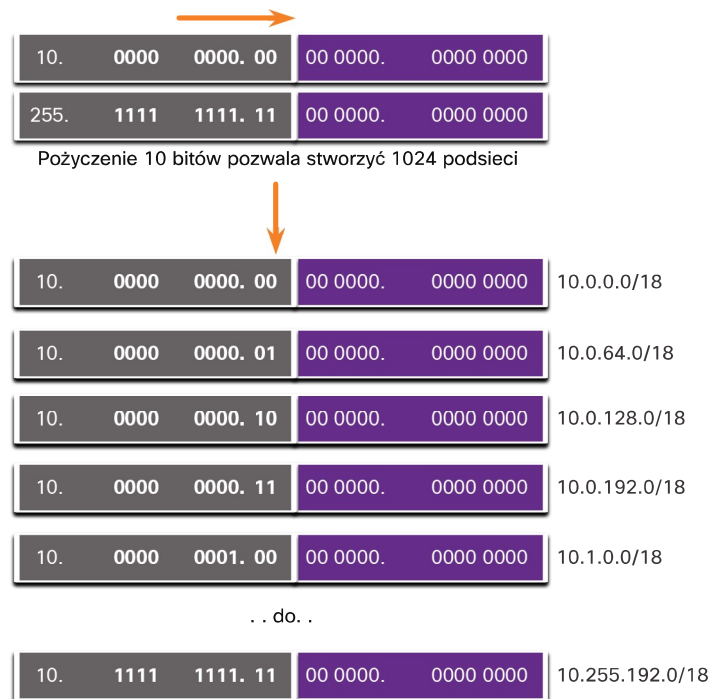 10. 0000 0000. 00 00 0000. 0000 0000
255. 1111 1111. 11 00 0000. 0000 0000
Pożyczenie 10 bitów pozwala stworzyć 1024 podsieci
10. 0000 0000. 00 00 0000. 0000 0000 10.0.0.0/18
10. 0000 0000. 01 00 0000. 0000 0000 10.0.64.0/18
10. 0000 0000. 10 00 0000. 0000 0000 10.0.128.0/18
10. 0000 0000. 11 00 0000. 0000 0000 10.0.192.0/18
10. 0000 0001. 00 00 0000. 0000 0000 10.1.0.0/18
. . do. .
10. 1111 1111. 11 00 0000. 0000 0000 10.255.192.0/18